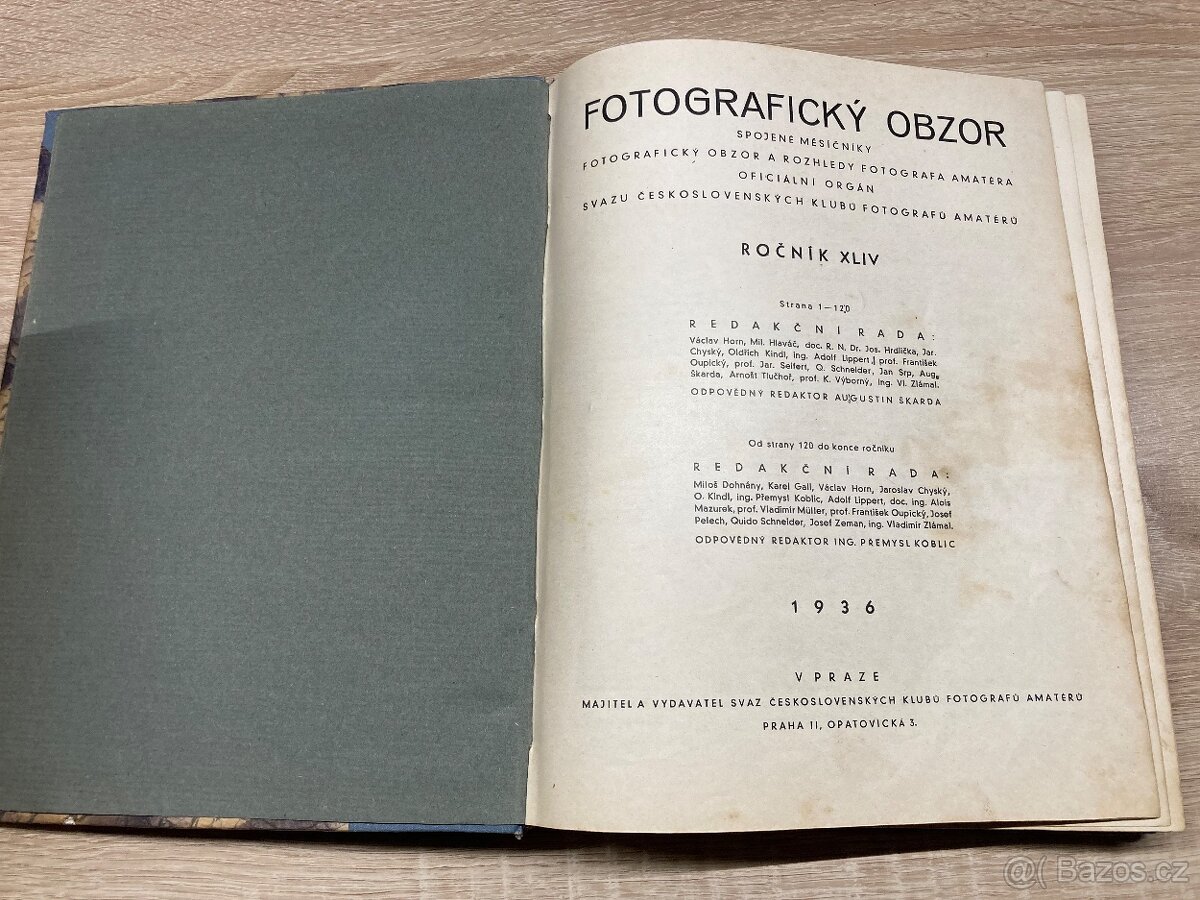 FOTOGRAFICKÝ OBZOR
SPOJENÉ MĚSÍČNÍKY
FOTOGRAFICKÝ OBZOR A ROZHLEDY FOTOGRAFA AMATÉRA
OFICIÁLNÍ ORGÁN
SVAZU ČESKOSLOVENSKÝCH KLUBŮ FOTOGRAFŮ AMATÉRŮ
ROČNÍK XLIV
Strana 1—120
REDAKČNÍ RADA:
Václav Horn, Mil. Hlaváč, doc. R. N. Dr. Jos. Hrdlička, Jar.
Chyský, Oldřich Kindl, ing. Adolf Lippert, prof. František
Oupický, prof. Jar. Seifert, Q. Schneider, Jan Srp, Aug.
Škarda, Arnošt Tlučhoř, prof. K. Výborný, ing. Vl. Zlámal.
ODPOVĚDNÝ REDAKTOR AUGUSTIN ŠKARDA
Od strany 120 do konce ročníku
REDAKČNÍ RADA:
Miloš Dohnány, Karel Gall, Václav Horn, Jaroslav Chyský,
O. Kindl, ing. Přemysl Koblic, Adolf Lippert, doc. ing. Alois
Mazurek, prof. Vladimír Müller, prof. František Oupický, Josef
Pelech, Quido Schneider, Josef Zeman, ing. Vladimír Zlámal.
ODPOVĚDNÝ REDAKTOR ING. PŘEMYSL KOBLIC
1936
V PRAZE
MAJITEL A VYDAVATEL SVAZ ČESKOSLOVENSKÝCH KLUBŮ FOTOGRAFŮ AMATÉRŮ
PRAHA II, OPATOVICKÁ 3.
@( Bazos.cz